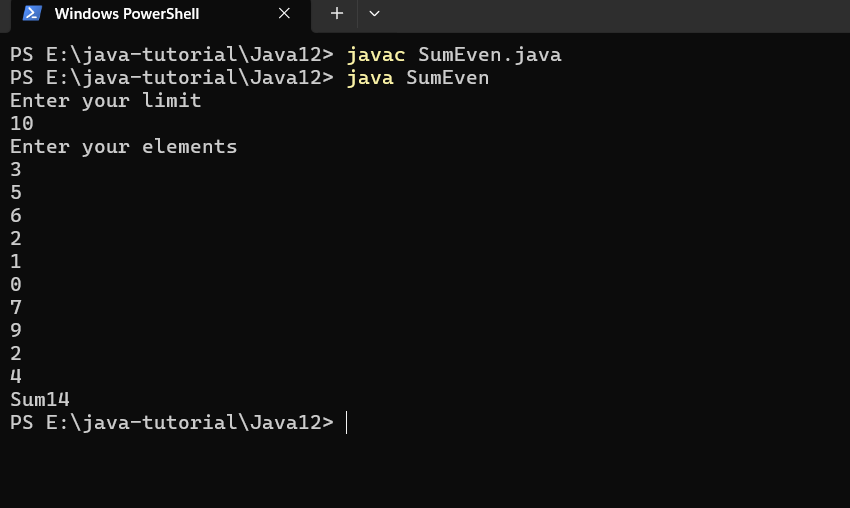 Windows PowerShell
PS E:\java-tutorial\Java12> javac SumEven.java
PS E:\java-tutorial\Java12> java SumEven
Enter your limit
10
Enter your elements
3
5
6
2
1
0
7
9
2
4
Sum14
PS E:\java-tutorial\Java12>